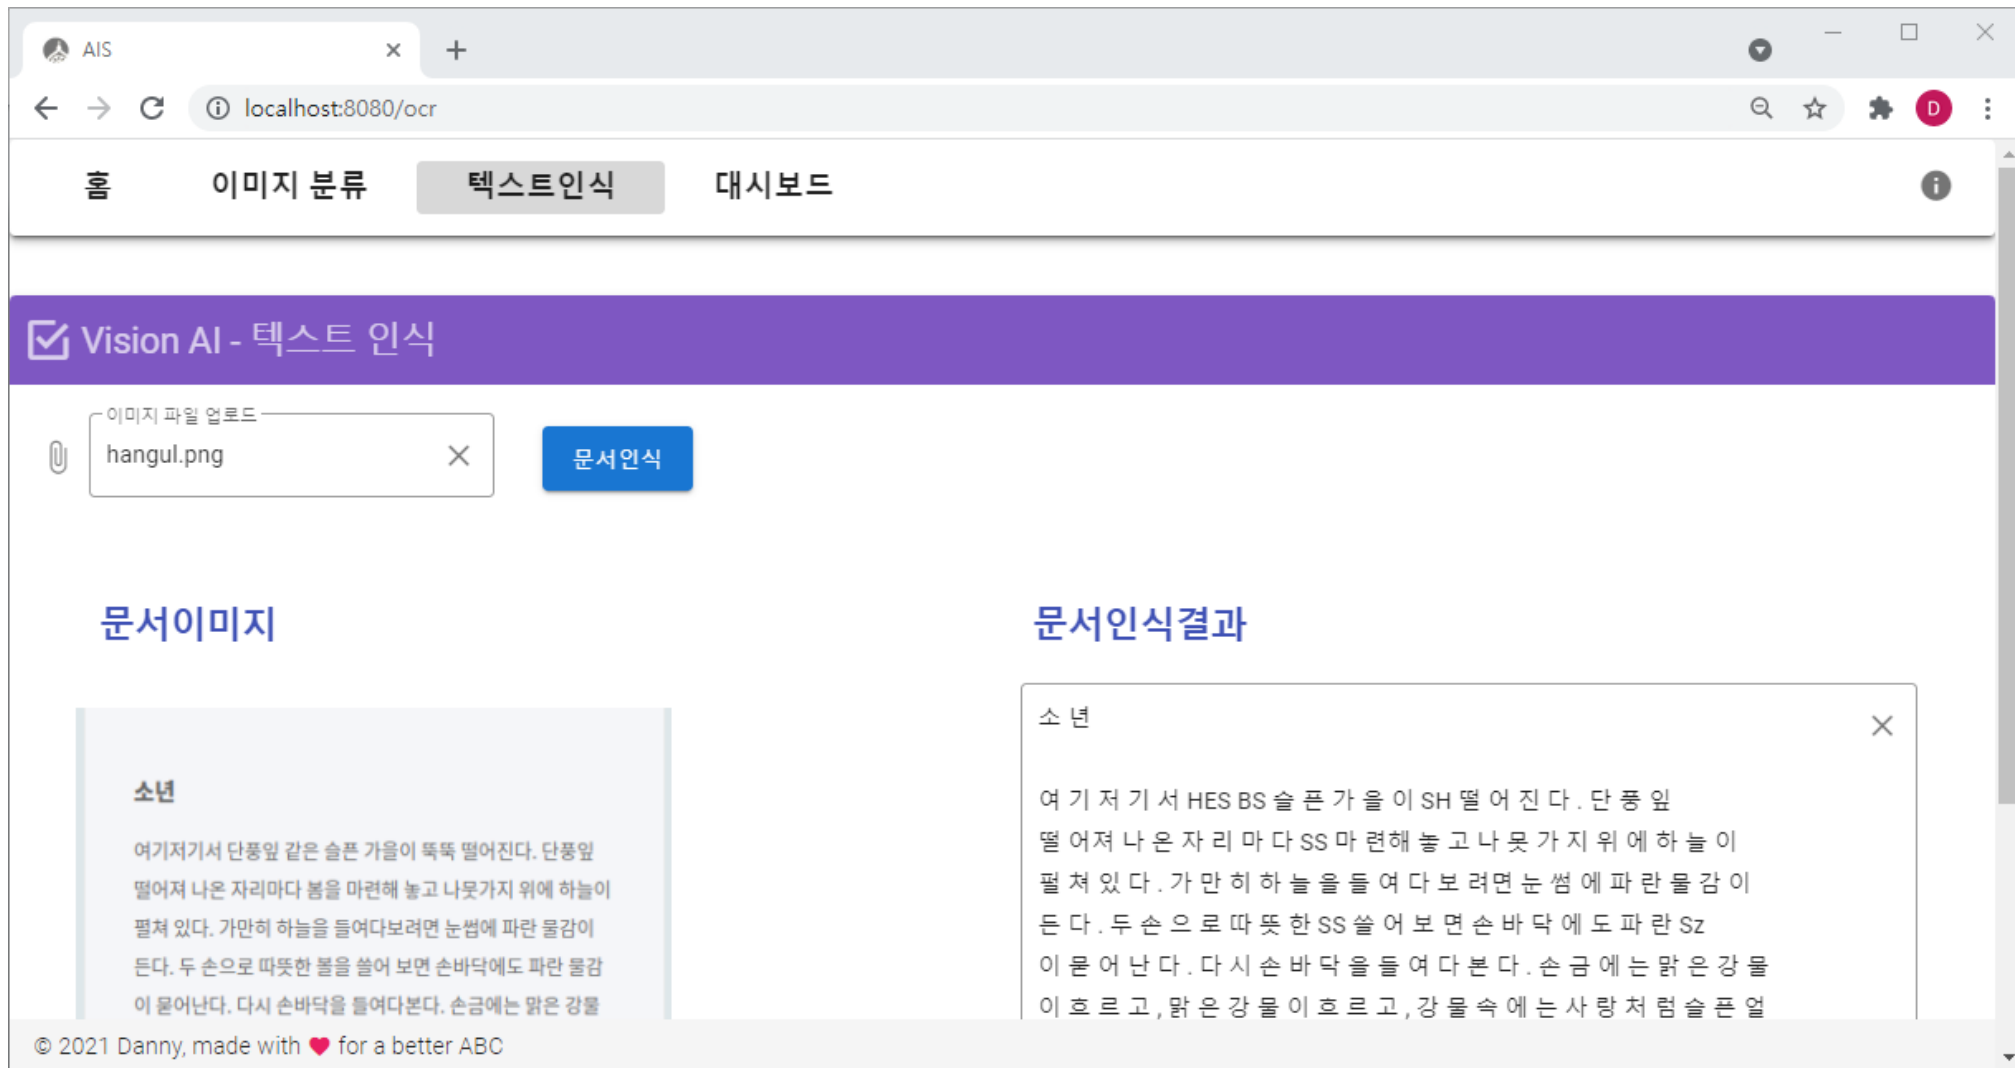 AIS
localhost:8080/ocr
D
홈 이미지 분류 텍스트인식 대시보드
Vision AI - 텍스트 인식
이미지 파일 업로드
hangul.png
문서인식
문서이미지
소년
여기저기서 단풍잎 같은 슬픈 가을이 뚝뚝 떨어진다. 단풍잎
떨어져 나온 자리마다 봄을 마련해 놓고 나뭇가지 위에 하늘이
펼쳐 있다. 가만히 하늘을 들여다보려면 눈썹에 파란 물감이
든다. 두 손으로 따뜻한 볼을 쓸어 보면 손바닥에도 파란 물감
이 묻어난다. 다시 손바닥을 들여다본다. 손금에는 맑은 강물
문서인식결과
소 년
여 기 저 기 서 HES BS 슬 픈 가 을 이 SH 떨 어 진 다 . 단 풍 잎
떨 어져 나 온 자 리 마 다 SS 마 련해 놓 고 나 뭇 가 지 위 에 하 늘 이
펼 쳐 있 다 . 가 만 히 하 늘 을 들 여 다 보 려면 눈 썹 에 파 란 물 감 이
든 다 . 두 손 으 로 따 뜻 한 SS 쓸 어 보 면 손 바 닥 에 도 파 란 Sz
이 묻 어 난 다 . 다 시 손 바 닥 을 들 여 다 본 다 . 손 금 에 는 맑 은 강 물
이 흐 르 고 , 맑 은 강 물 이 흐 르 고 , 강 물 속 에 는 사 랑 처 럼 슬 픈 얼
© 2021 Danny, made with ♥ for a better ABC